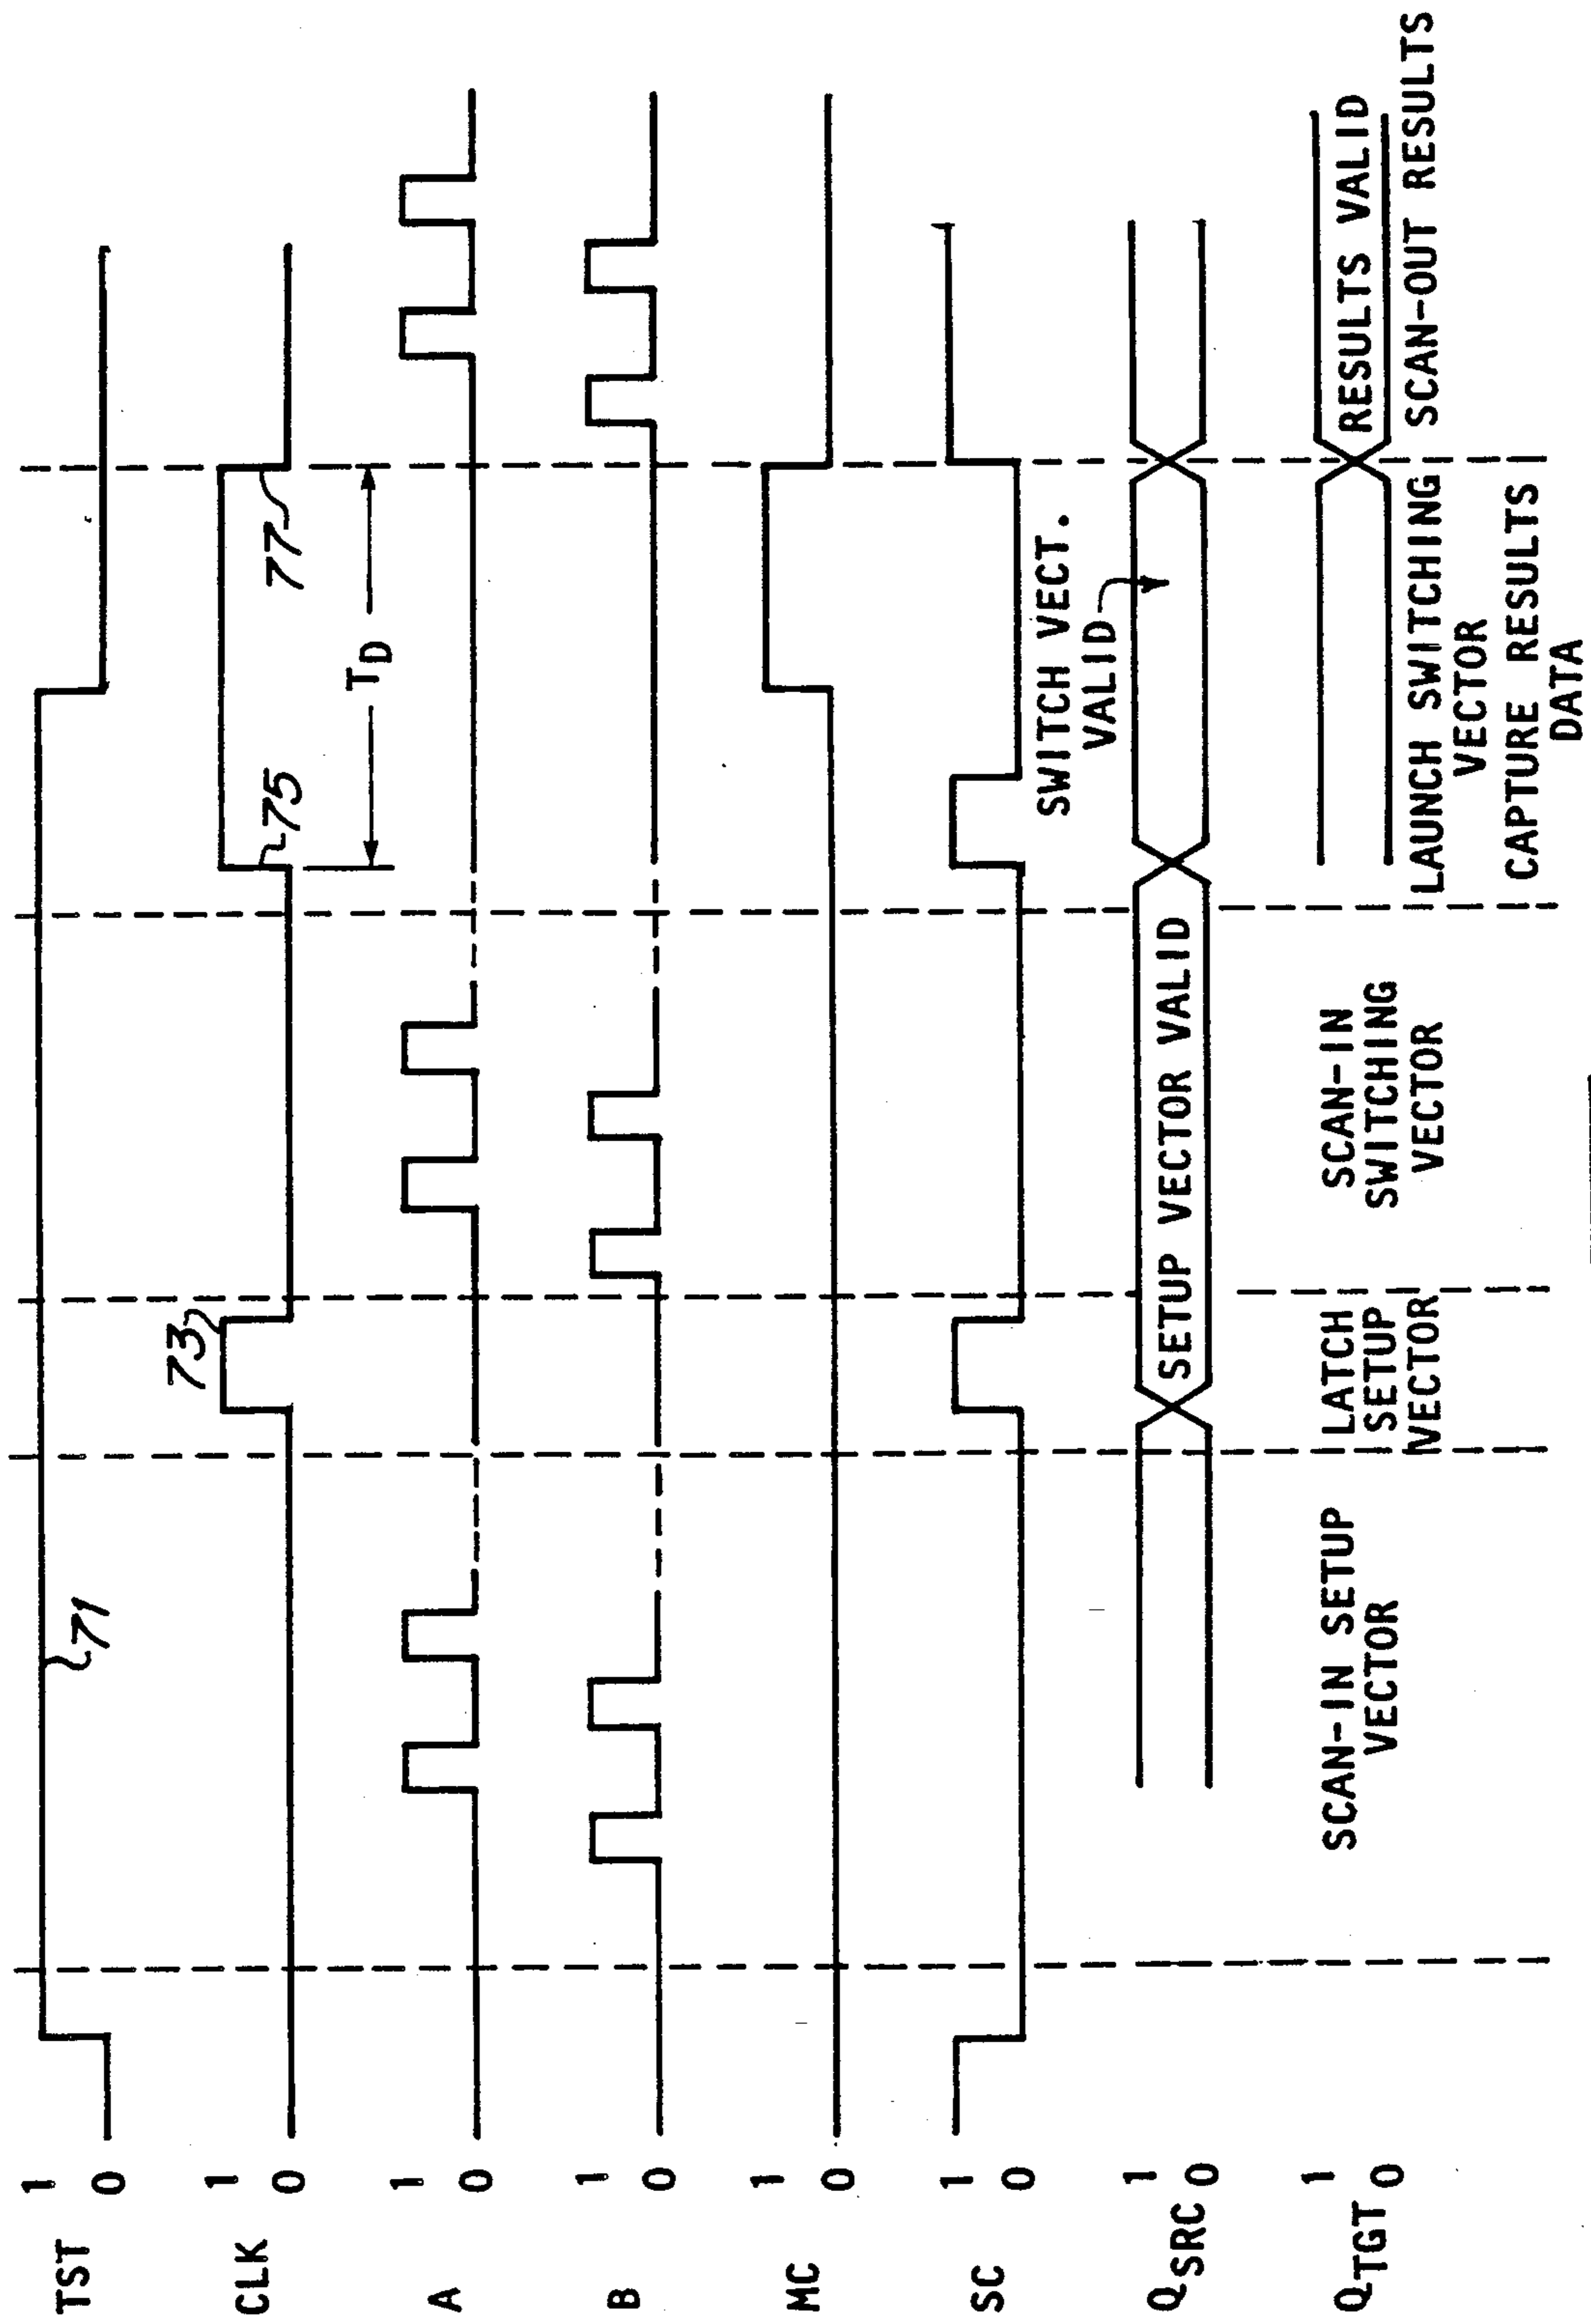 TST 1 0
71
CLK 1 0
73
75
77
TD
A 1 0
B 1 0
MC 1 0
SC 1 0
SWITCH VECT.
VALID
QSRC 1 0
SETUP VECTOR VALID
QTGT 1 0
RESULTS VALID
SCAN-IN SETUP
VECTOR
LATCH
SETUP
VECTOR
SCAN-IN
SWITCHING
VECTOR
LAUNCH SWITCHING
VECTOR
CAPTURE RESULTS
DATA
SCAN-OUT RESULTS